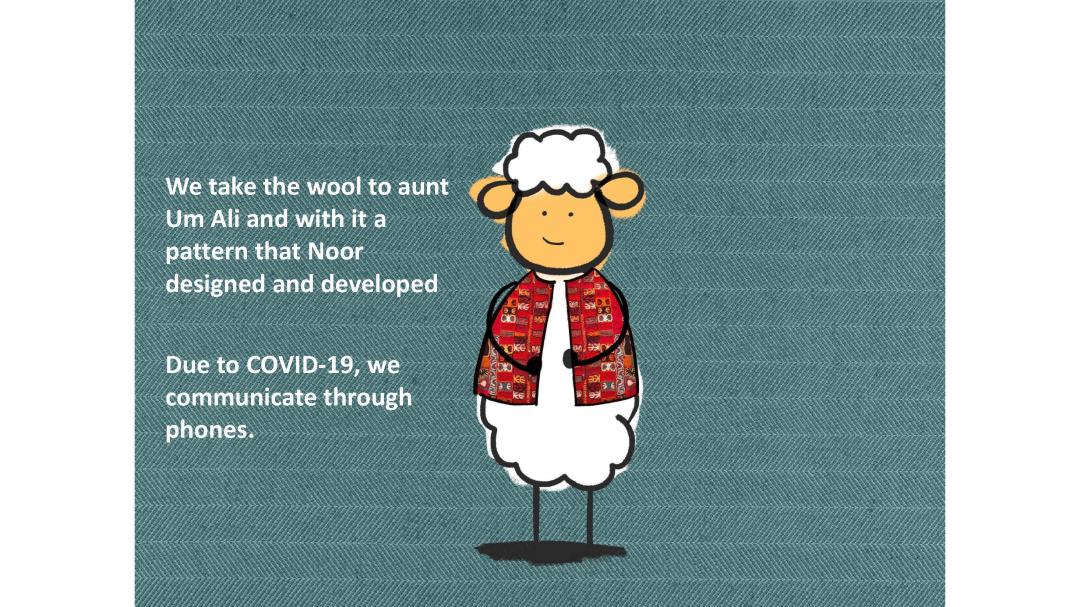 We take the wool to aunt
Um Ali and with it a
pattern that Noor
designed and developed
Due to COVID-19, we
communicate through
phones.